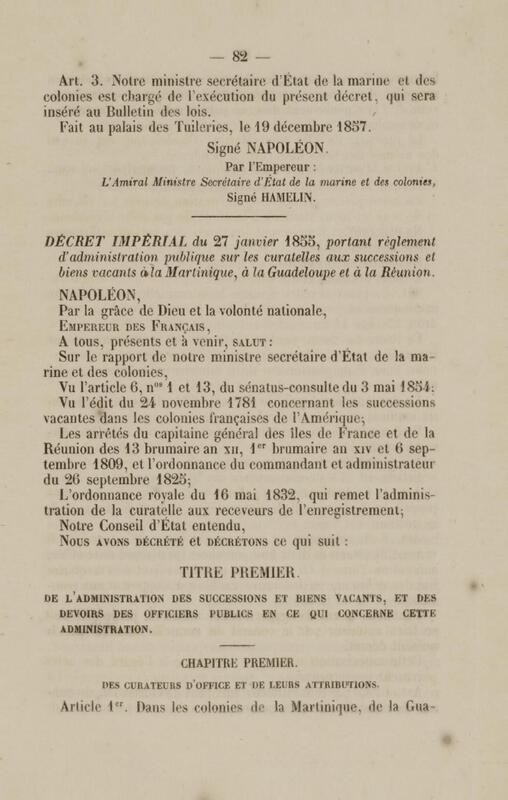 — 82 —
Art. 3. Notre ministre secrétaire d'État de la marine et des
colonies est chargé de l'exécution du présent décret, qui sera
inséré au Bulletin des lois.
Fait au palais des Tuileries, le 19 décembre 1857.
Signé NAPOLÉON.
Par l'Empereur :
L'Amiral Ministre Secrétaire d'État de la marine et des colonies,
Signé HAMELIN.
DÉCRET IMPÉRIAL du 27 janvier 1855, portant règlement
d'administration publique sur les curatelles aux successions et
biens vacants à la Martinique, à la Guadeloupe et à la Réunion.
NAPOLÉON,
Par la grâce de Dieu et la volonté nationale,
EMPEREUR DES FRANÇAIS,
A tous, présents et à venir, SALUT :
Sur le rapport de notre ministre secrétaire d'État de la ma-
rine et des colonies,
Vu l'article 6, nos 1 et 13, du sénatus-consulte du 3 mai 1854;
Vu l'édit du 24 novembre 1781 concernant les successions
vacantes dans les colonies françaises de l'Amérique;
Les arrêtés du capitaine général des îles de France et de la
Réunion des 13 brumaire an XII, 1er brumaire an XIV et 6 sep-
tembre 1809, et l'ordonnance du commandant et administrateur
du 26 septembre 1825;
L'ordonnance royale du 16 mai 1832, qui remet l'adminis-
tration de la curatelle aux receveurs de l'enregistrement;
Notre Conseil d'État entendu,
NOUS AVONS DÉCRÉTÉ et DÉCRÉTONS ce qui suit :
TITRE PREMIER.
DE L'ADMINISTRATION DES SUCCESSIONS ET BIENS VACANTS, ET DES
DEVOIRS DES OFFICIERS PUBLICS EN CE QUI CONCERNE CETTE
ADMINISTRATION.
CHAPITRE PREMIER.
DES CURATEURS D'OFFICE ET DE LEURS ATTRIBUTIONS.
Article 1er. Dans les colonies de la Martinique, de la Gua-